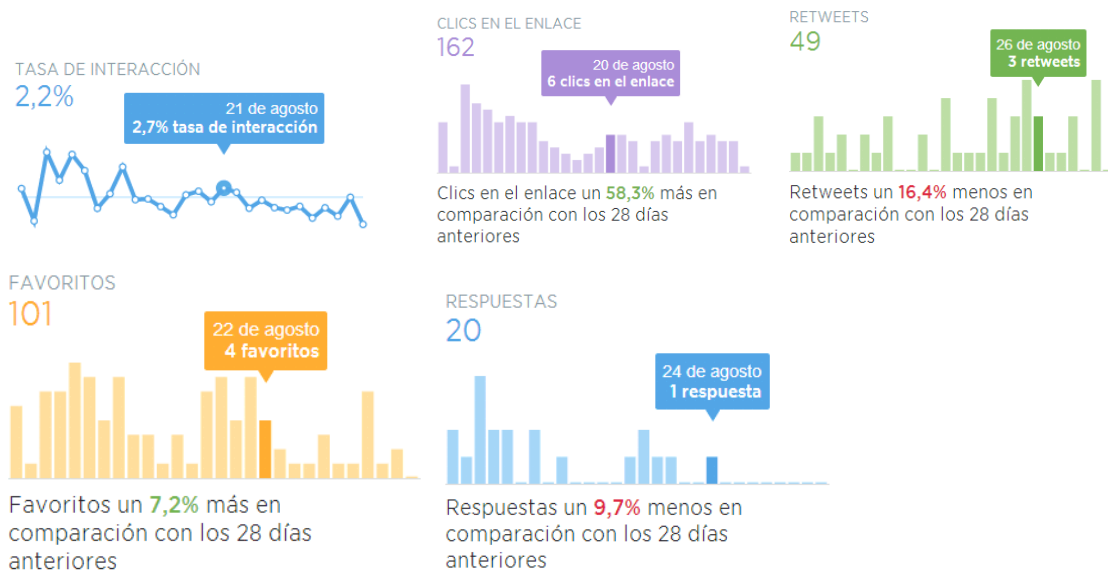 TASA DE INTERACCIÓN
2,2%
21 de agosto
2,7% tasa de interacción
CLICS EN EL ENLACE
162
20 de agosto
6 clics en el enlace
Clics en el enlace un 58,3% más en
comparación con los 28 días
anteriores
RETWEETS
49
26 de agosto
3 retweets
Retweets un 16,4% menos en
comparación con los 28 días
anteriores
FAVORITOS
101
22 de agosto
4 favoritos
Favoritos un 7,2% más en
comparación con los 28 días
anteriores
RESPUESTAS
20
24 de agosto
1 respuesta
Respuestas un 9,7% menos en
comparación con los 28 días
anteriores